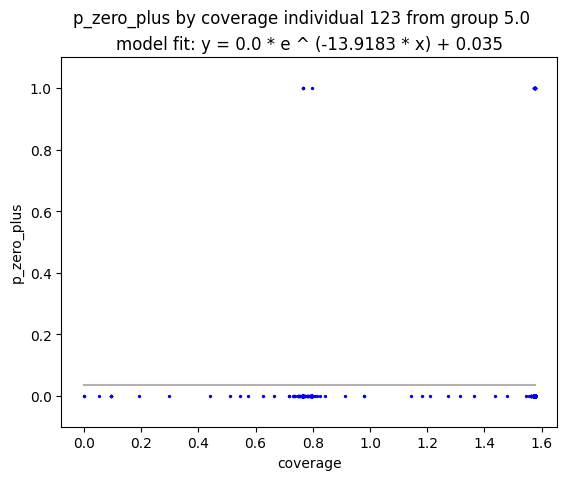 p_zero_plus by coverage individual 123 from group 5.0
model fit: y = 0.0 * e ^ (-13.9183 * x) + 0.035
1.0
0.8
0.6
0.4
0.2
0.0
p_zero_plus
0.0 0.2 0.4 0.6 0.8 1.0 1.2 1.4 1.6
coverage